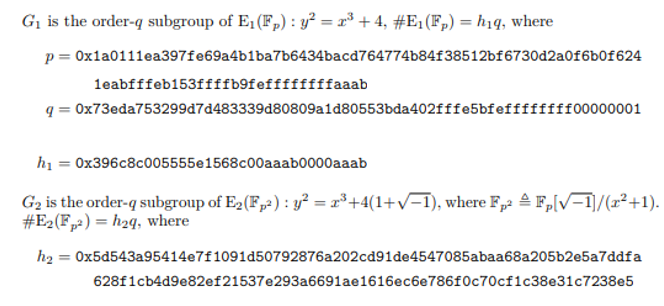 G₁ is the order-q subgroup of E₁(𝔽ₚ) : y² = x³ + 4, #E₁(𝔽ₚ) = h₁q, where
p = 0x1a0111ea397fe69a4b1ba7b6434bacd764774b84f38512bf6730d2a0f6b0f624
1eabfffeb153ffffb9feffffffffaaab
q = 0x73eda753299d7d483339d80809a1d80553bda402fffe5bfeffffffff00000001
h₁ = 0x396c8c005555e1568c00aaab0000aaab
G₂ is the order-q subgroup of E₂(𝔽ₚ²) : y² = x³+4(1+√−1), where 𝔽ₚ² ≜ 𝔽ₚ[√−1]/(x²+1).
#E₂(𝔽ₚ²) = h₂q, where
h₂ = 0x5d543a95414e7f1091d50792876a202cd91de4547085abaa68a205b2e5a7ddfa
628f1cb4d9e82ef21537e293a6691ae1616ec6e786f0c70cf1c38e31c7238e5